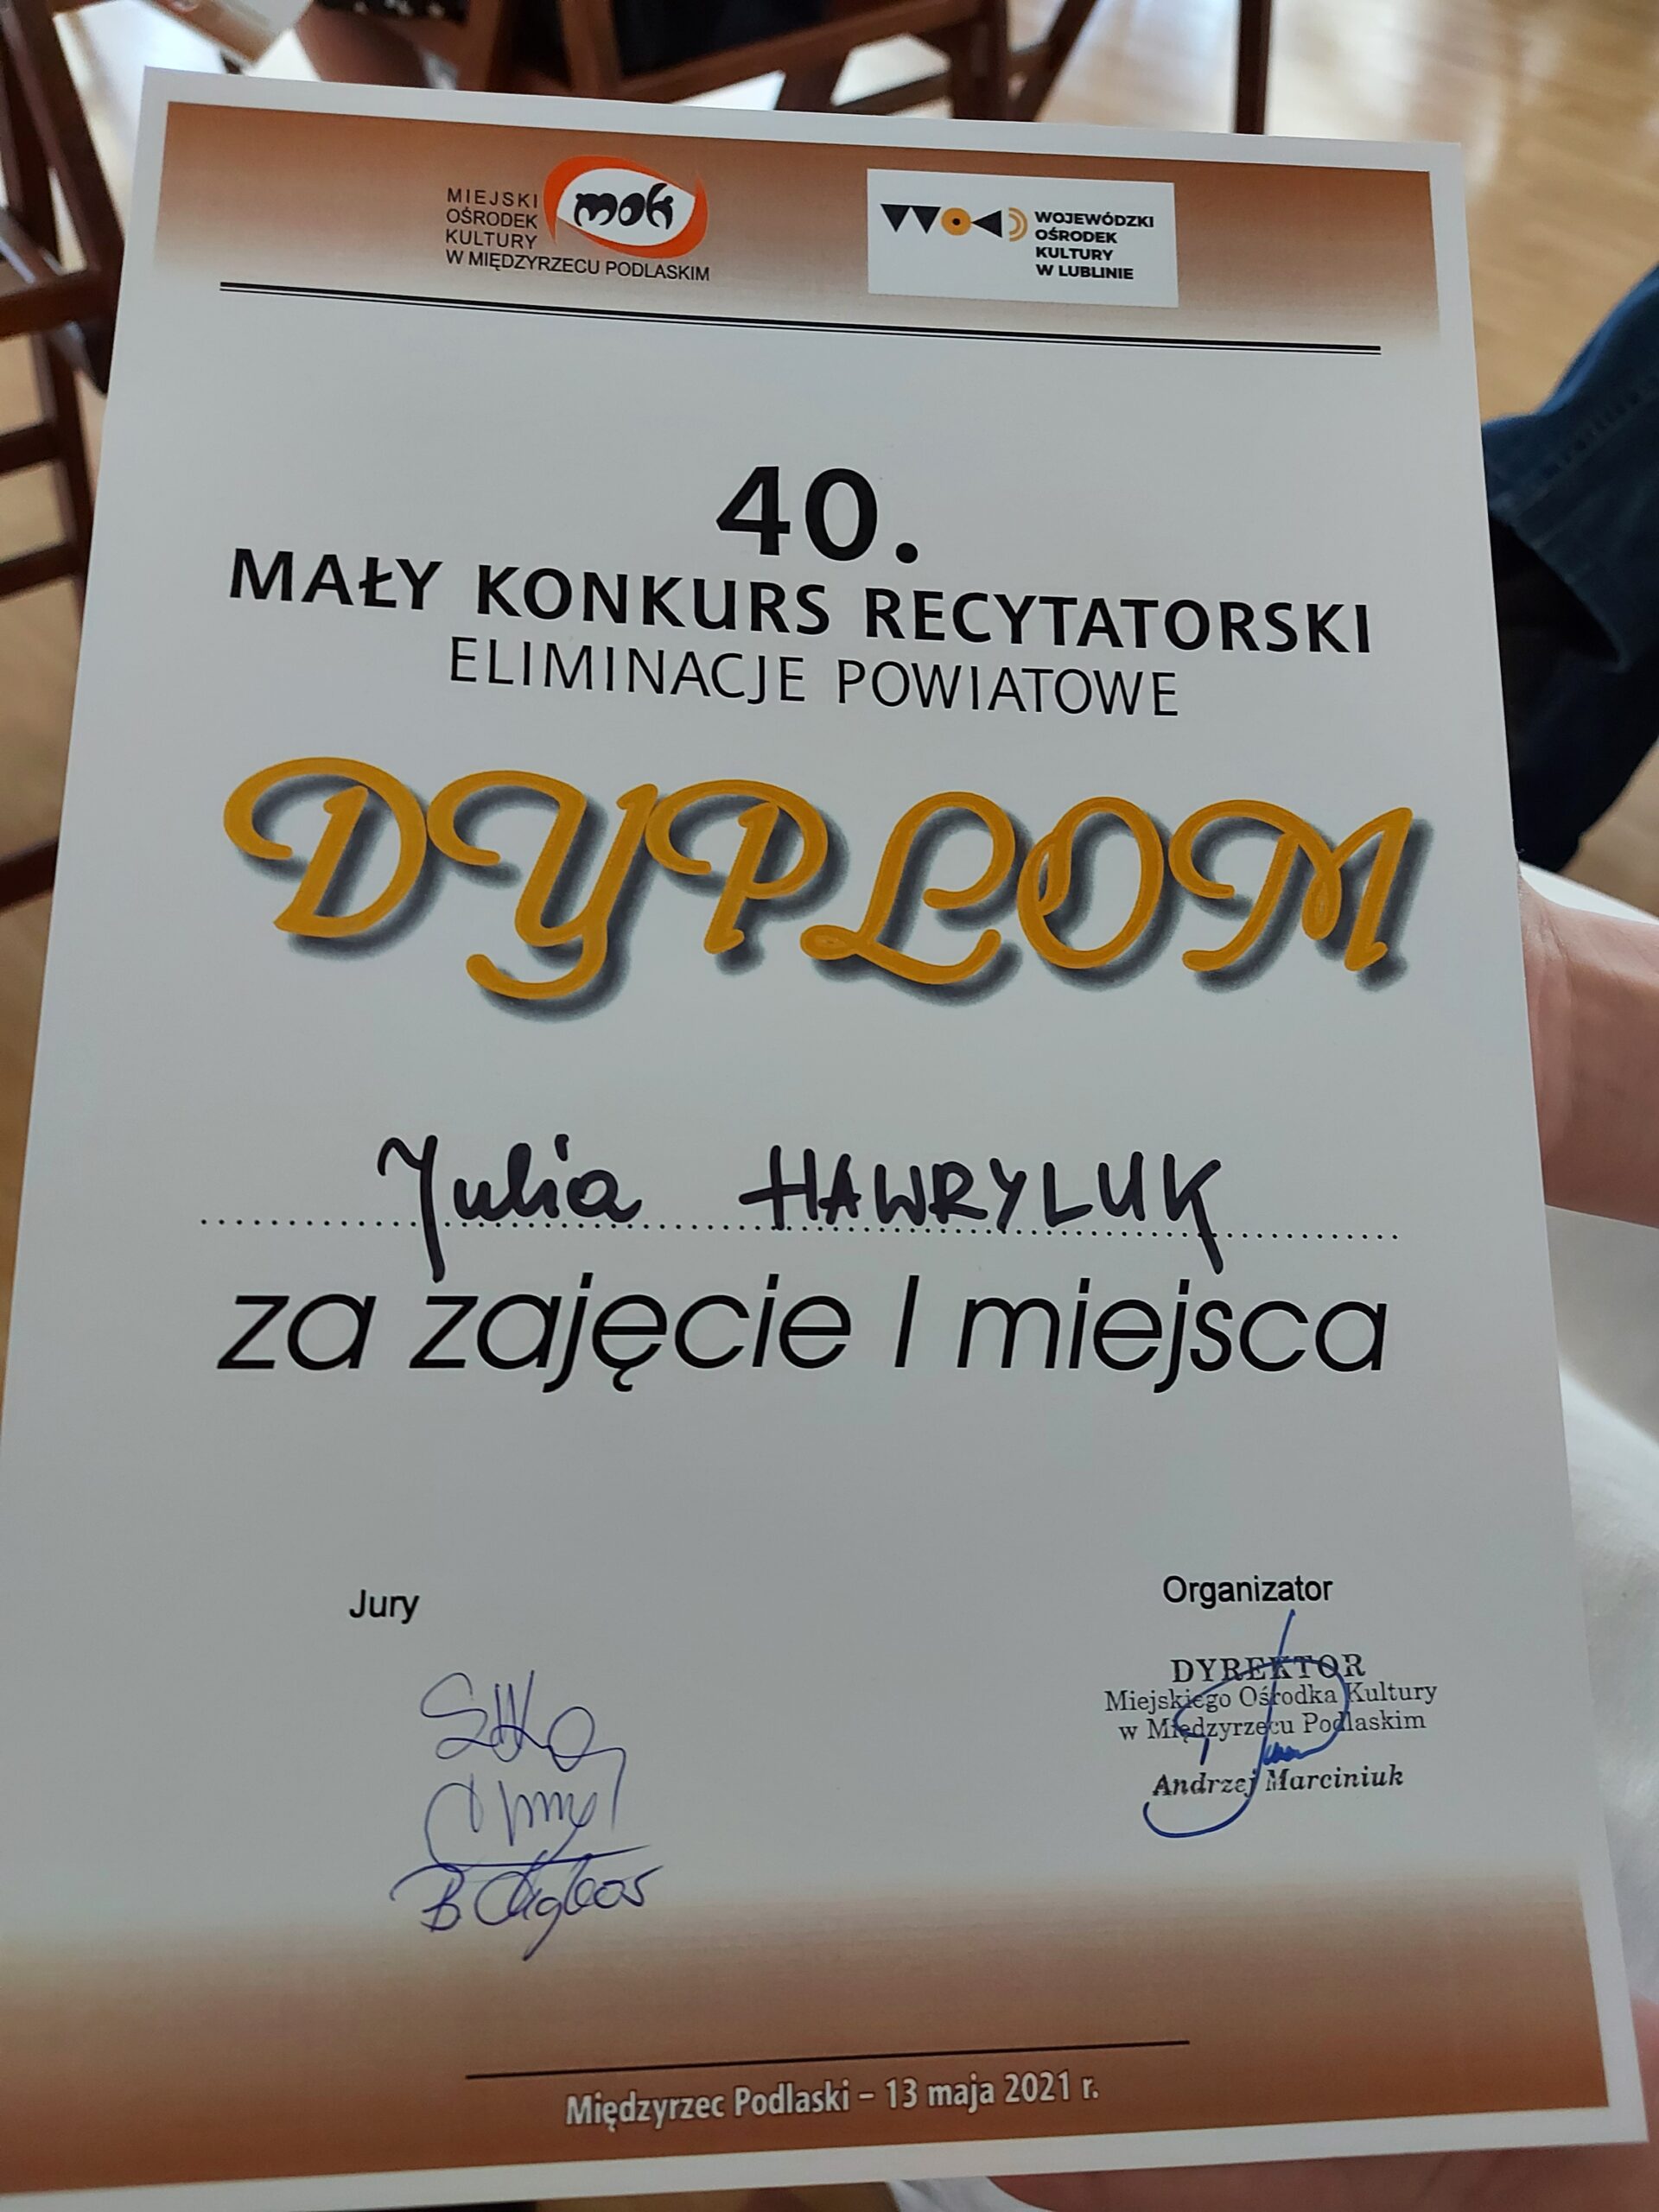 MIEJSKI
OŚRODEK
KULTURY
W MIĘDZYRZECU PODLASKIM
mok
WOJEWÓDZKI
OŚRODEK
KULTURY
W LUBLINIE
40.
MAŁY KONKURS RECYTATORSKI
ELIMINACJE POWIATOWE
DYPLOM
Julia HAWRYLUK
za zajęcie I miejsca
Jury
Organizator
DYREKTOR
Miejskiego Ośrodka Kultury
w Międzyrzecu Podlaskim
Andrzej Marciniuk
Międzyrzec Podlaski – 13 maja 2021 r.